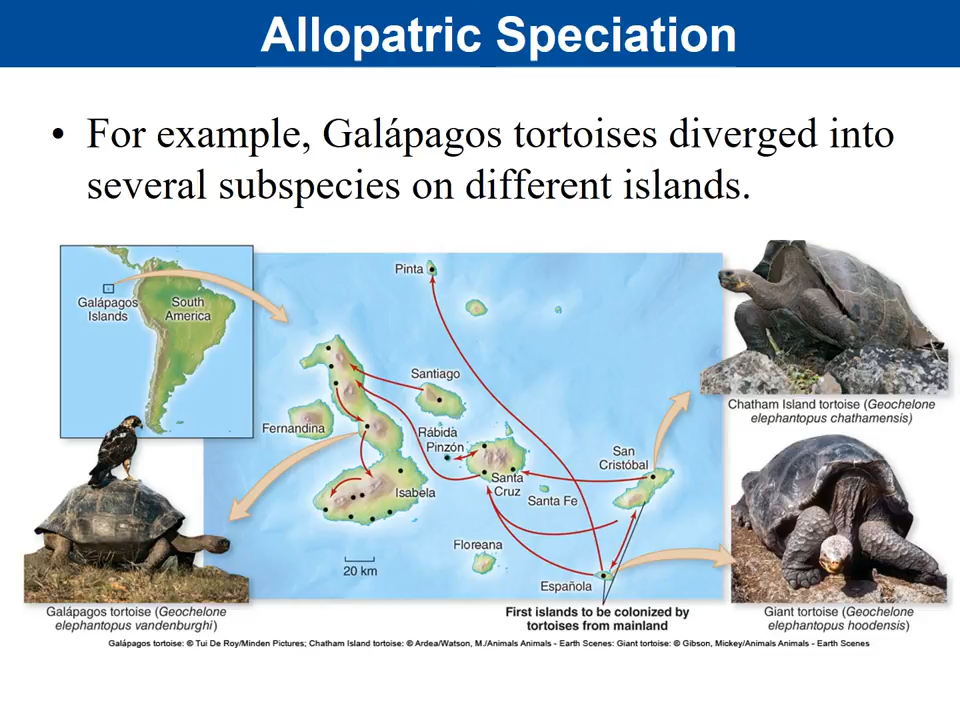 Allopatric Speciation
• For example, Galápagos tortoises diverged into
several subspecies on different islands.
Galápagos
Islands
South
America
Pinta
Santiago
Fernandina
Rábida
Pinzón
Isabela
Santa
Cruz
Santa Fe
San
Cristóbal
Floreana
Española
20 km
First islands to be colonized by
tortoises from mainland
Chatham Island tortoise (Geochelone
elephantopus chathamensis)
Galápagos tortoise (Geochelone
elephantopus vandenburghi)
Giant tortoise (Geochelone
elephantopus hoodensis)
Galápagos tortoise: © Tui De Roy/Minden Pictures; Chatham Island tortoise: © Ardea/Watson, M./Animals Animals - Earth Scenes: Giant tortoise: © Gibson, Mickey/Animals Animals - Earth Scenes